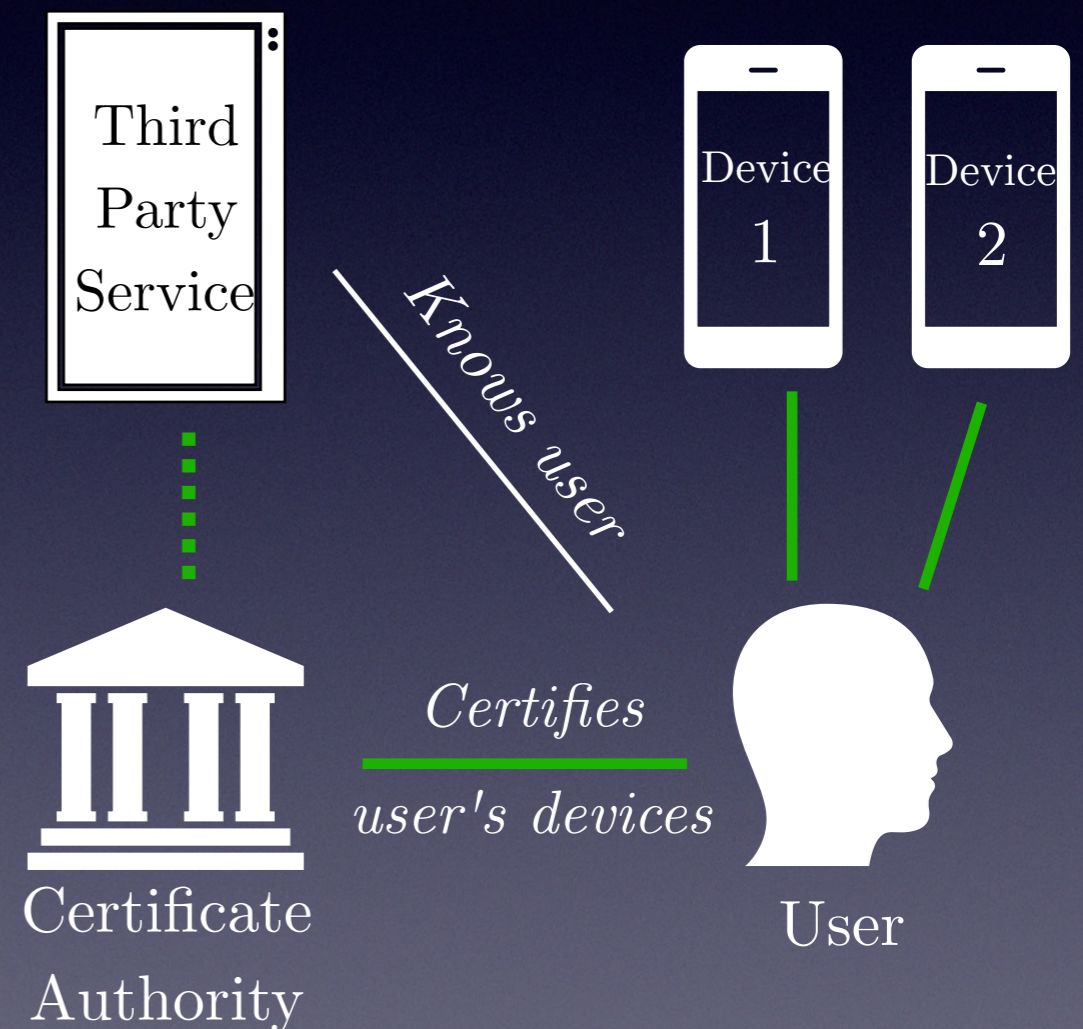 Third
Party
Service
Device
1
Device
2
Knows user
Certifies
user's devices
Certificate
Authority
User